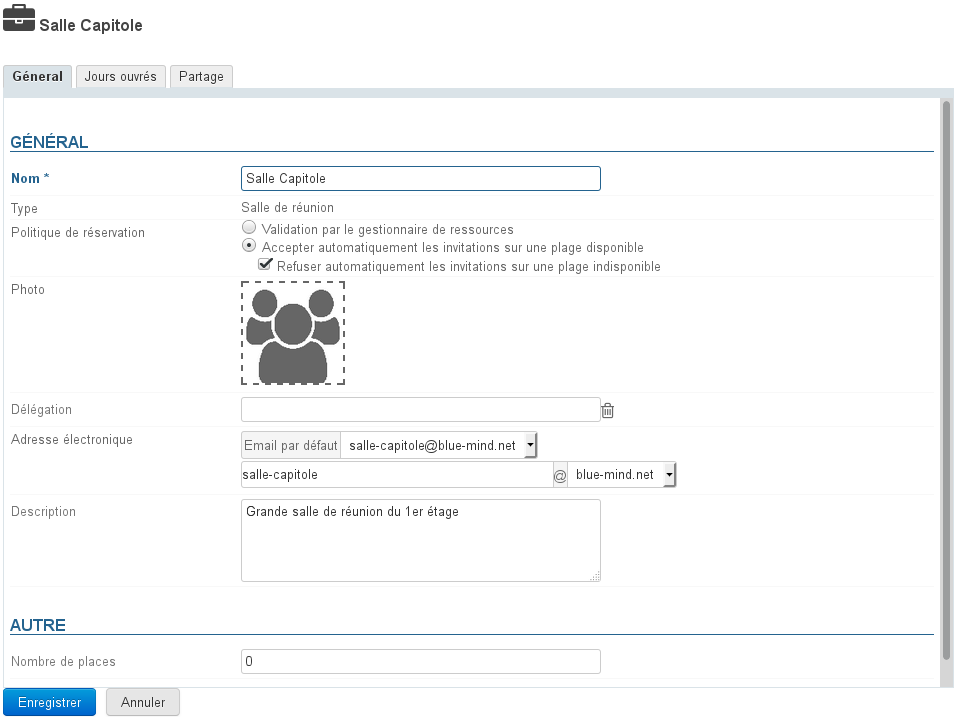 Salle Capitole
Géneral Jours ouvrés Partage
GÉNÉRAL
Nom * Salle Capitole
Type Salle de réunion
Politique de réservation Validation par le gestionnaire de ressources
Accepter automatiquement les invitations sur une plage disponible
Refuser automatiquement les invitations sur une plage indisponible
Photo
Délégation
Adresse électronique Email par défaut salle-capitole@blue-mind.net
salle-capitole @ blue-mind.net
Description Grande salle de réunion du 1er étage
AUTRE
Nombre de places 0
Enregistrer Annuler